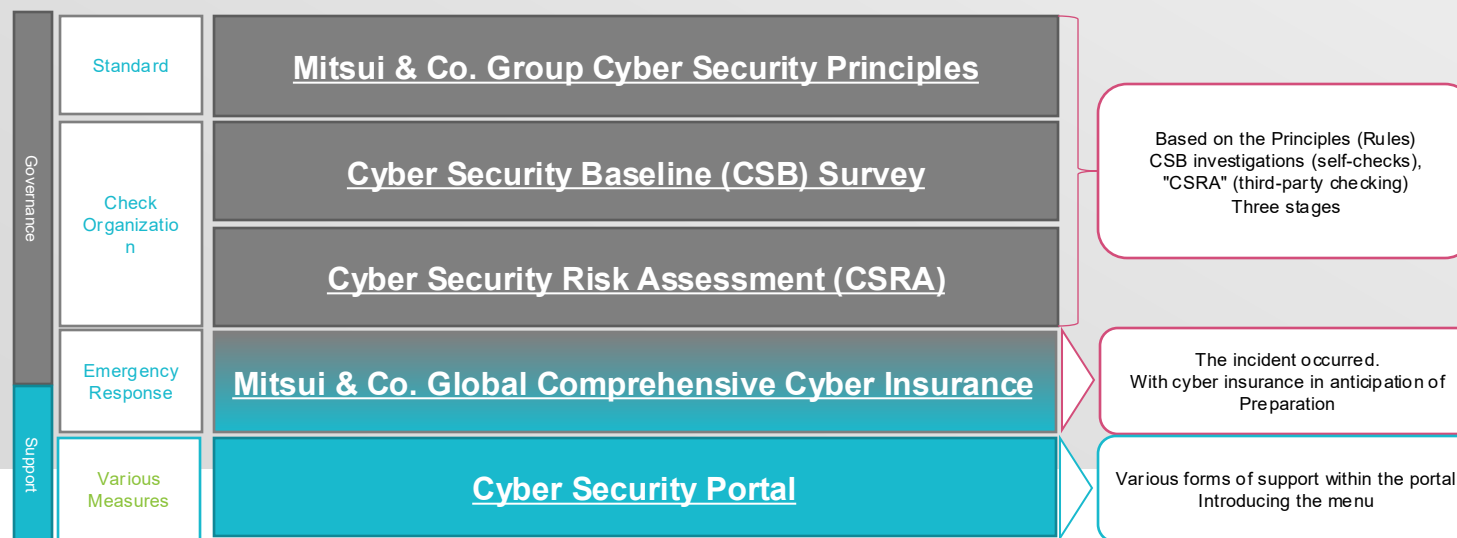 Governance
Standard
Mitsui & Co. Group Cyber Security Principles
Check
Organizatio
n
Cyber Security Baseline (CSB) Survey
Cyber Security Risk Assessment (CSRA)
Based on the Principles (Rules)
CSB investigations (self-checks),
"CSRA" (third-party checking)
Three stages
Emergency
Response
Mitsui & Co. Global Comprehensive Cyber Insurance
The incident occurred.
With cyber insurance in anticipation of
Preparation
Support
Various
Measures
Cyber Security Portal
Various forms of support within the portal
Introducing the menu